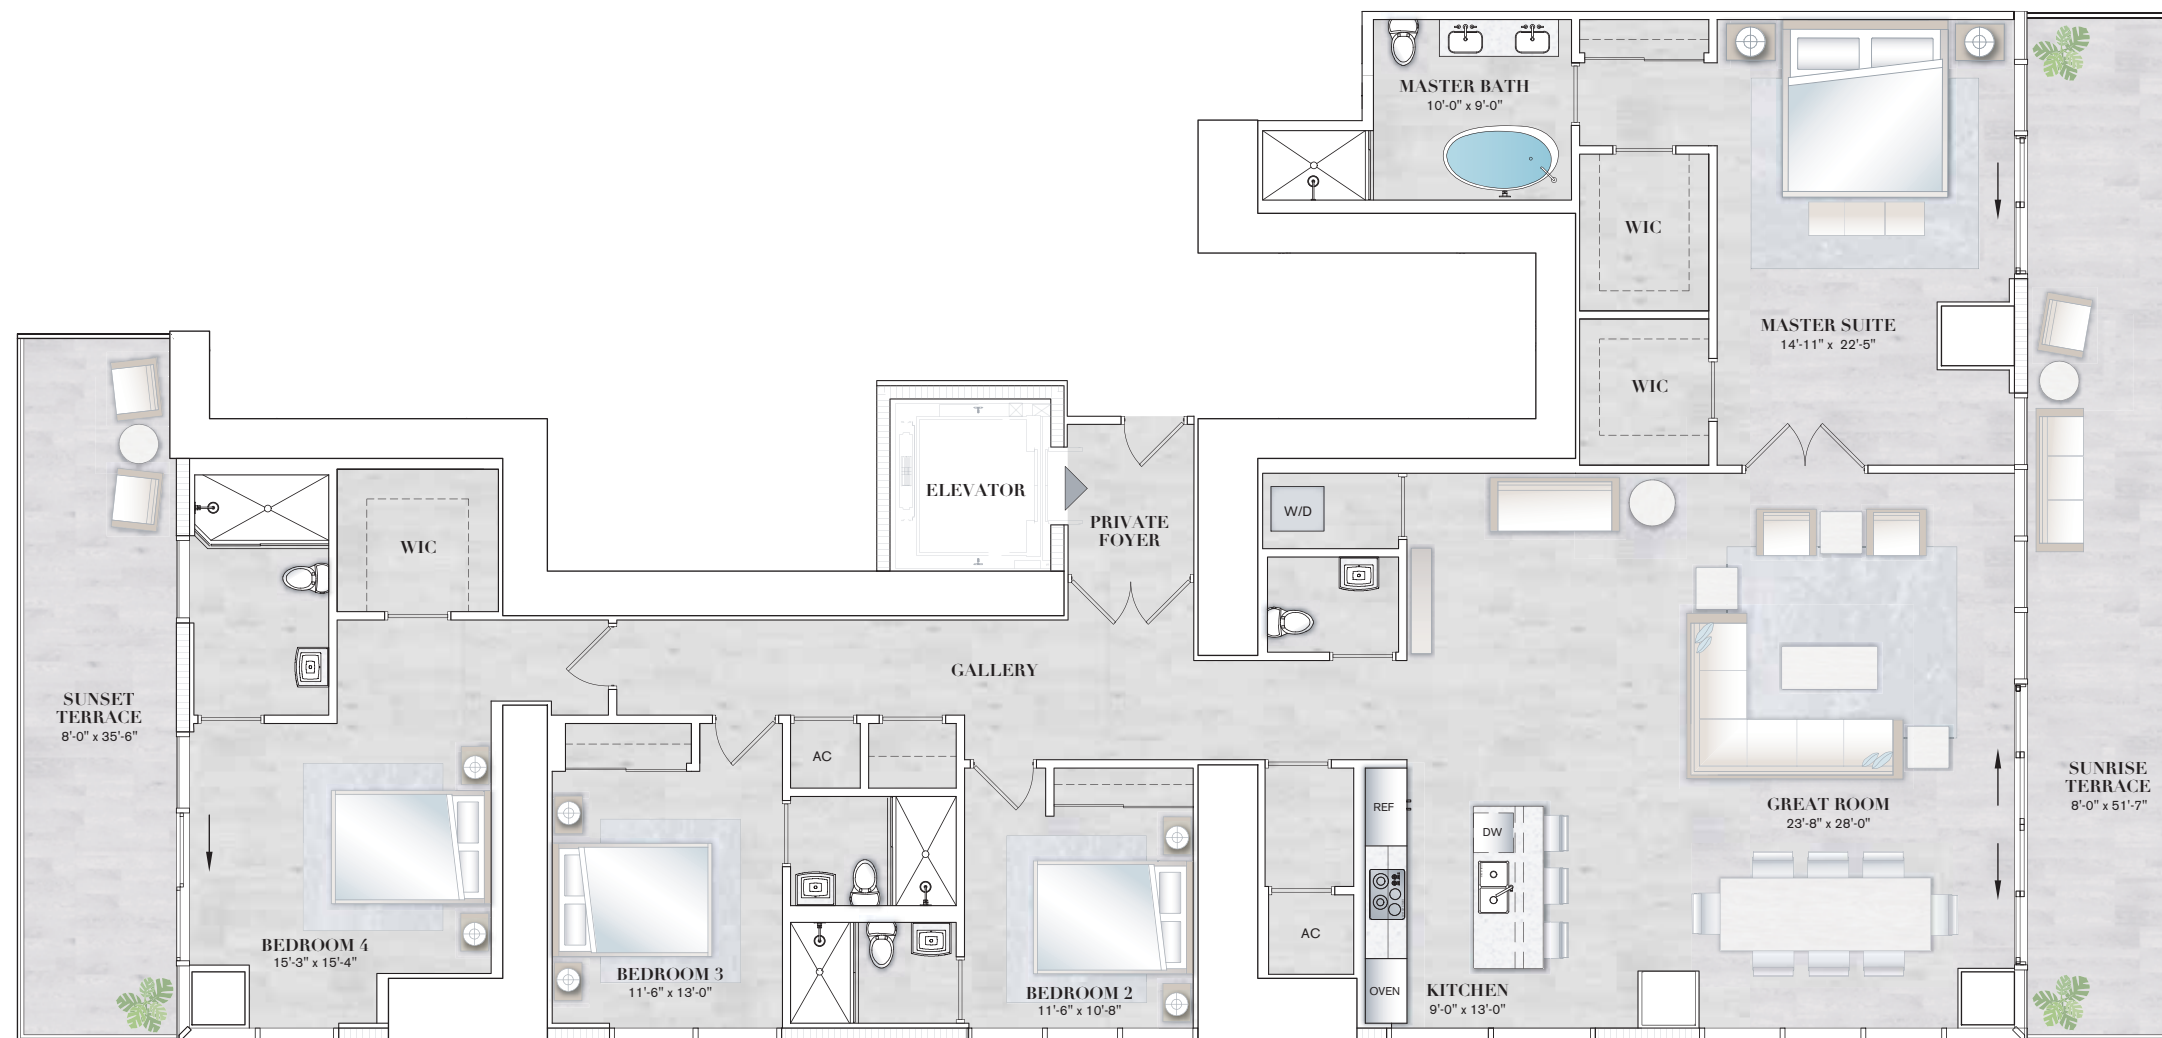 MASTER BATH
10'-0" x 9'-0"
WIC
MASTER SUITE
14'-11" x 22'-5"
WIC
ELEVATOR
PRIVATE
FOYER
W/D
WIC
GALLERY
SUNSET
TERRACE
8'-0" x 35'-6"
AC
SUNRISE
TERRACE
8'-0" x 51'-7"
GREAT ROOM
23'-8" x 28'-0"
REF
DW
AC
BEDROOM 4
15'-3" x 15'-4"
BEDROOM 3
11'-6" x 13'-0"
BEDROOM 2
11'-6" x 10'-8"
OVEN
KITCHEN
9'-0" x 13'-0"